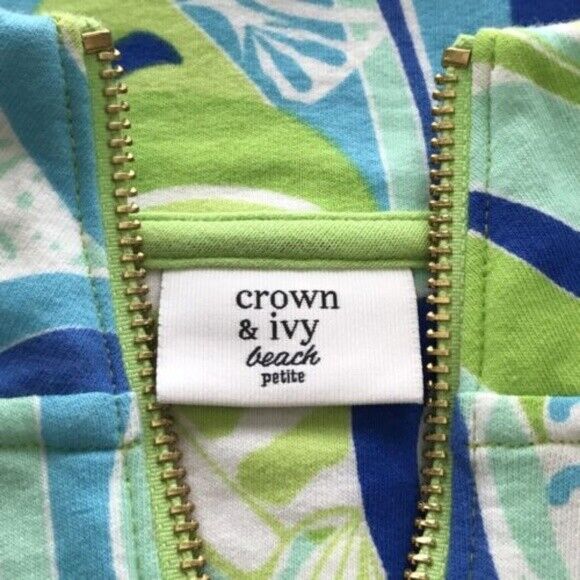 crown
& ivy
beach
petite